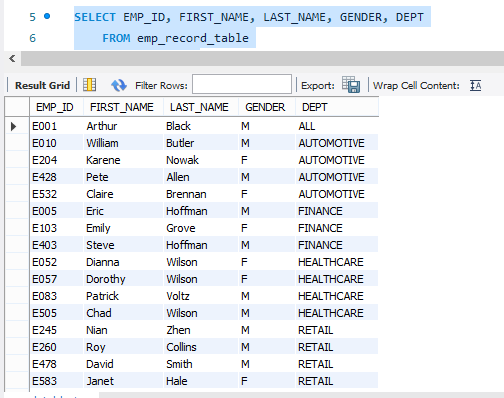 5 SELECT EMP_ID, FIRST_NAME, LAST_NAME, GENDER, DEPT
6 FROM emp_record_table
Result Grid Filter Rows: Export: Wrap Cell Content: IA
EMP_ID FIRST_NAME LAST_NAME GENDER DEPT
E001 Arthur Black M ALL
E010 William Butler M AUTOMOTIVE
E204 Karene Nowak F AUTOMOTIVE
E428 Pete Allen M AUTOMOTIVE
E532 Claire Brennan F AUTOMOTIVE
E005 Eric Hoffman M FINANCE
E103 Emily Grove F FINANCE
E403 Steve Hoffman M FINANCE
E052 Dianna Wilson F HEALTHCARE
E057 Dorothy Wilson F HEALTHCARE
E083 Patrick Voltz M HEALTHCARE
E505 Chad Wilson M HEALTHCARE
E245 Nian Zhen M RETAIL
E260 Roy Collins M RETAIL
E478 David Smith M RETAIL
E583 Janet Hale F RETAIL